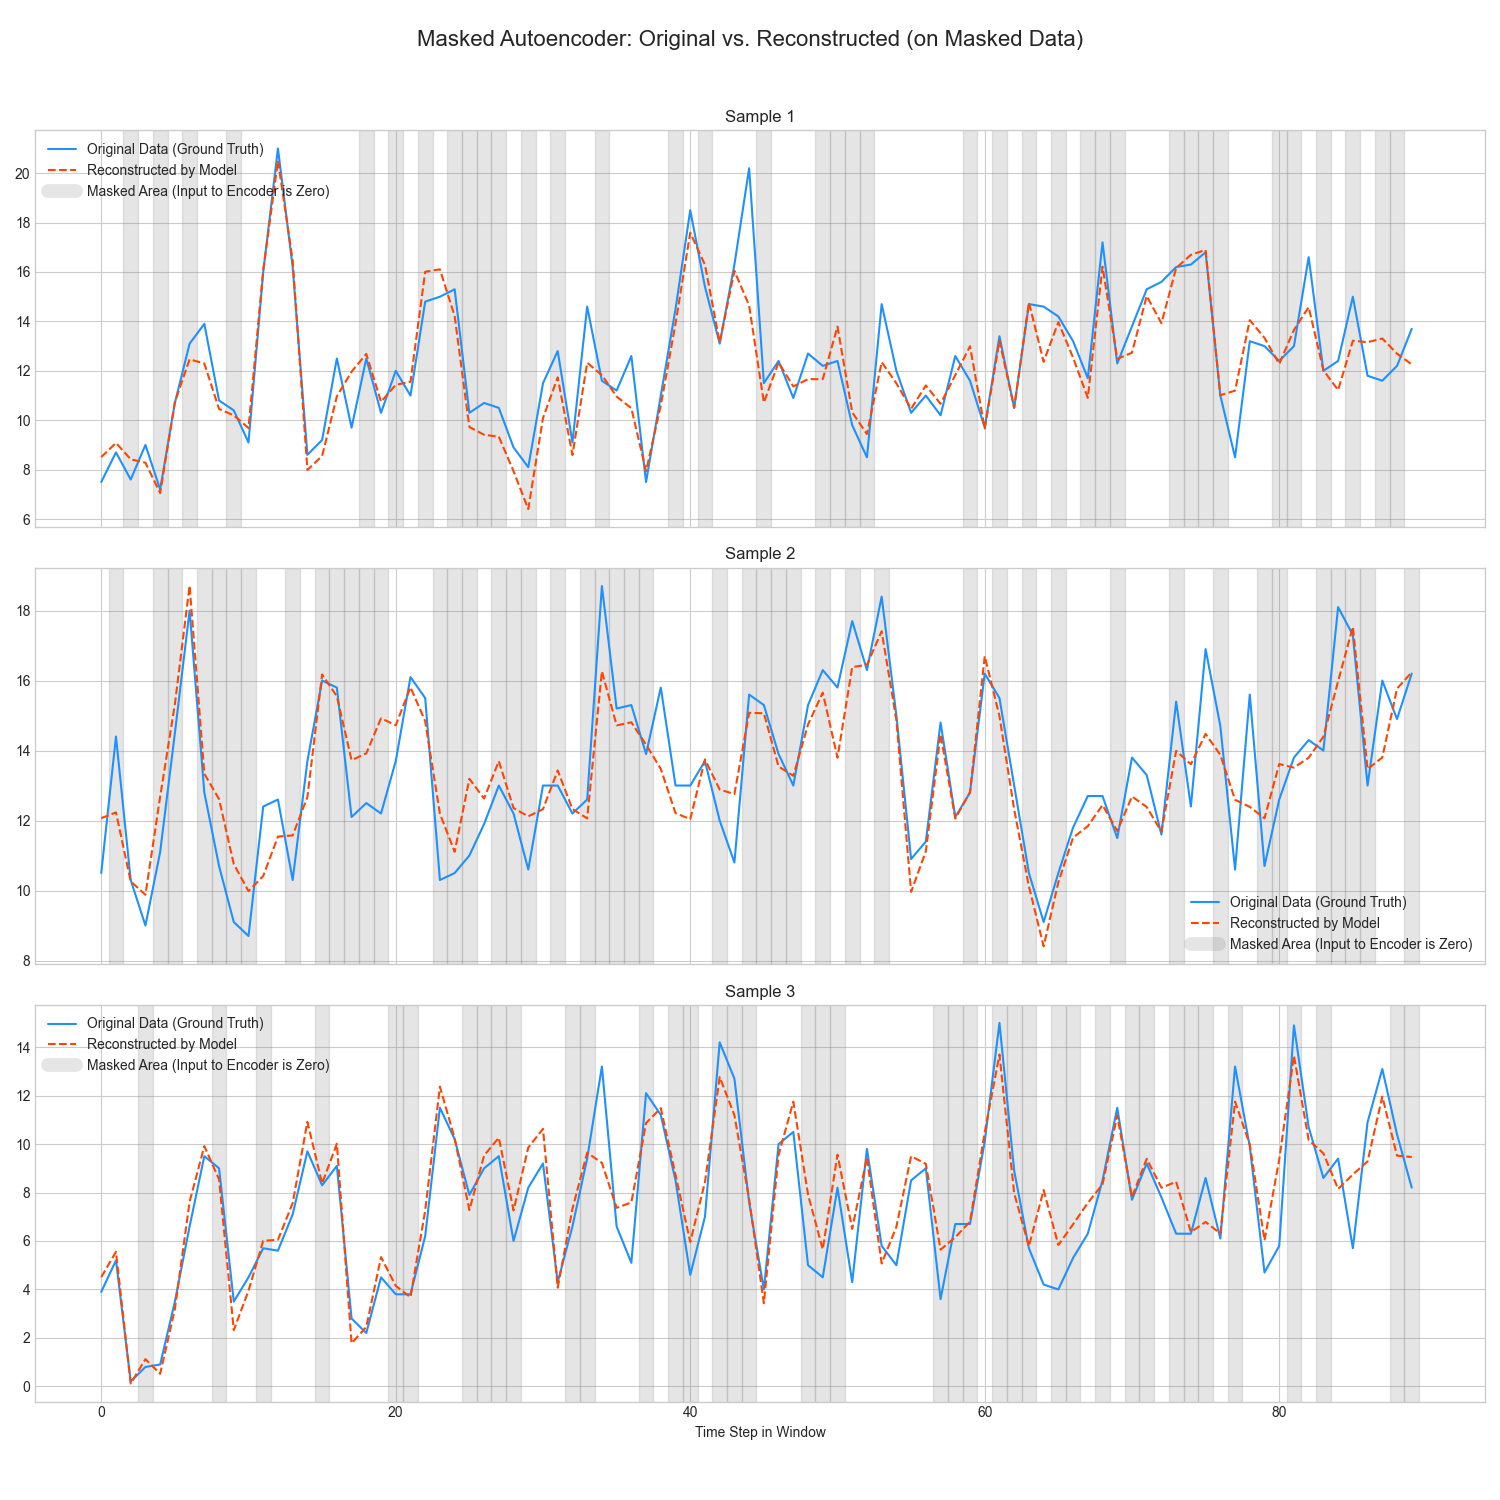 Masked Autoencoder: Original vs. Reconstructed (on Masked Data)
Sample 1
Original Data (Ground Truth)
Reconstructed by Model
Masked Area (Input to Encoder is Zero)
20
18
16
14
12
10
8
6
Sample 2
18
16
14
12
10
8
Original Data (Ground Truth)
Reconstructed by Model
Masked Area (Input to Encoder is Zero)
Sample 3
Original Data (Ground Truth)
Reconstructed by Model
Masked Area (Input to Encoder is Zero)
14
12
10
8
6
4
2
0
0 20 40 60 80
Time Step in Window